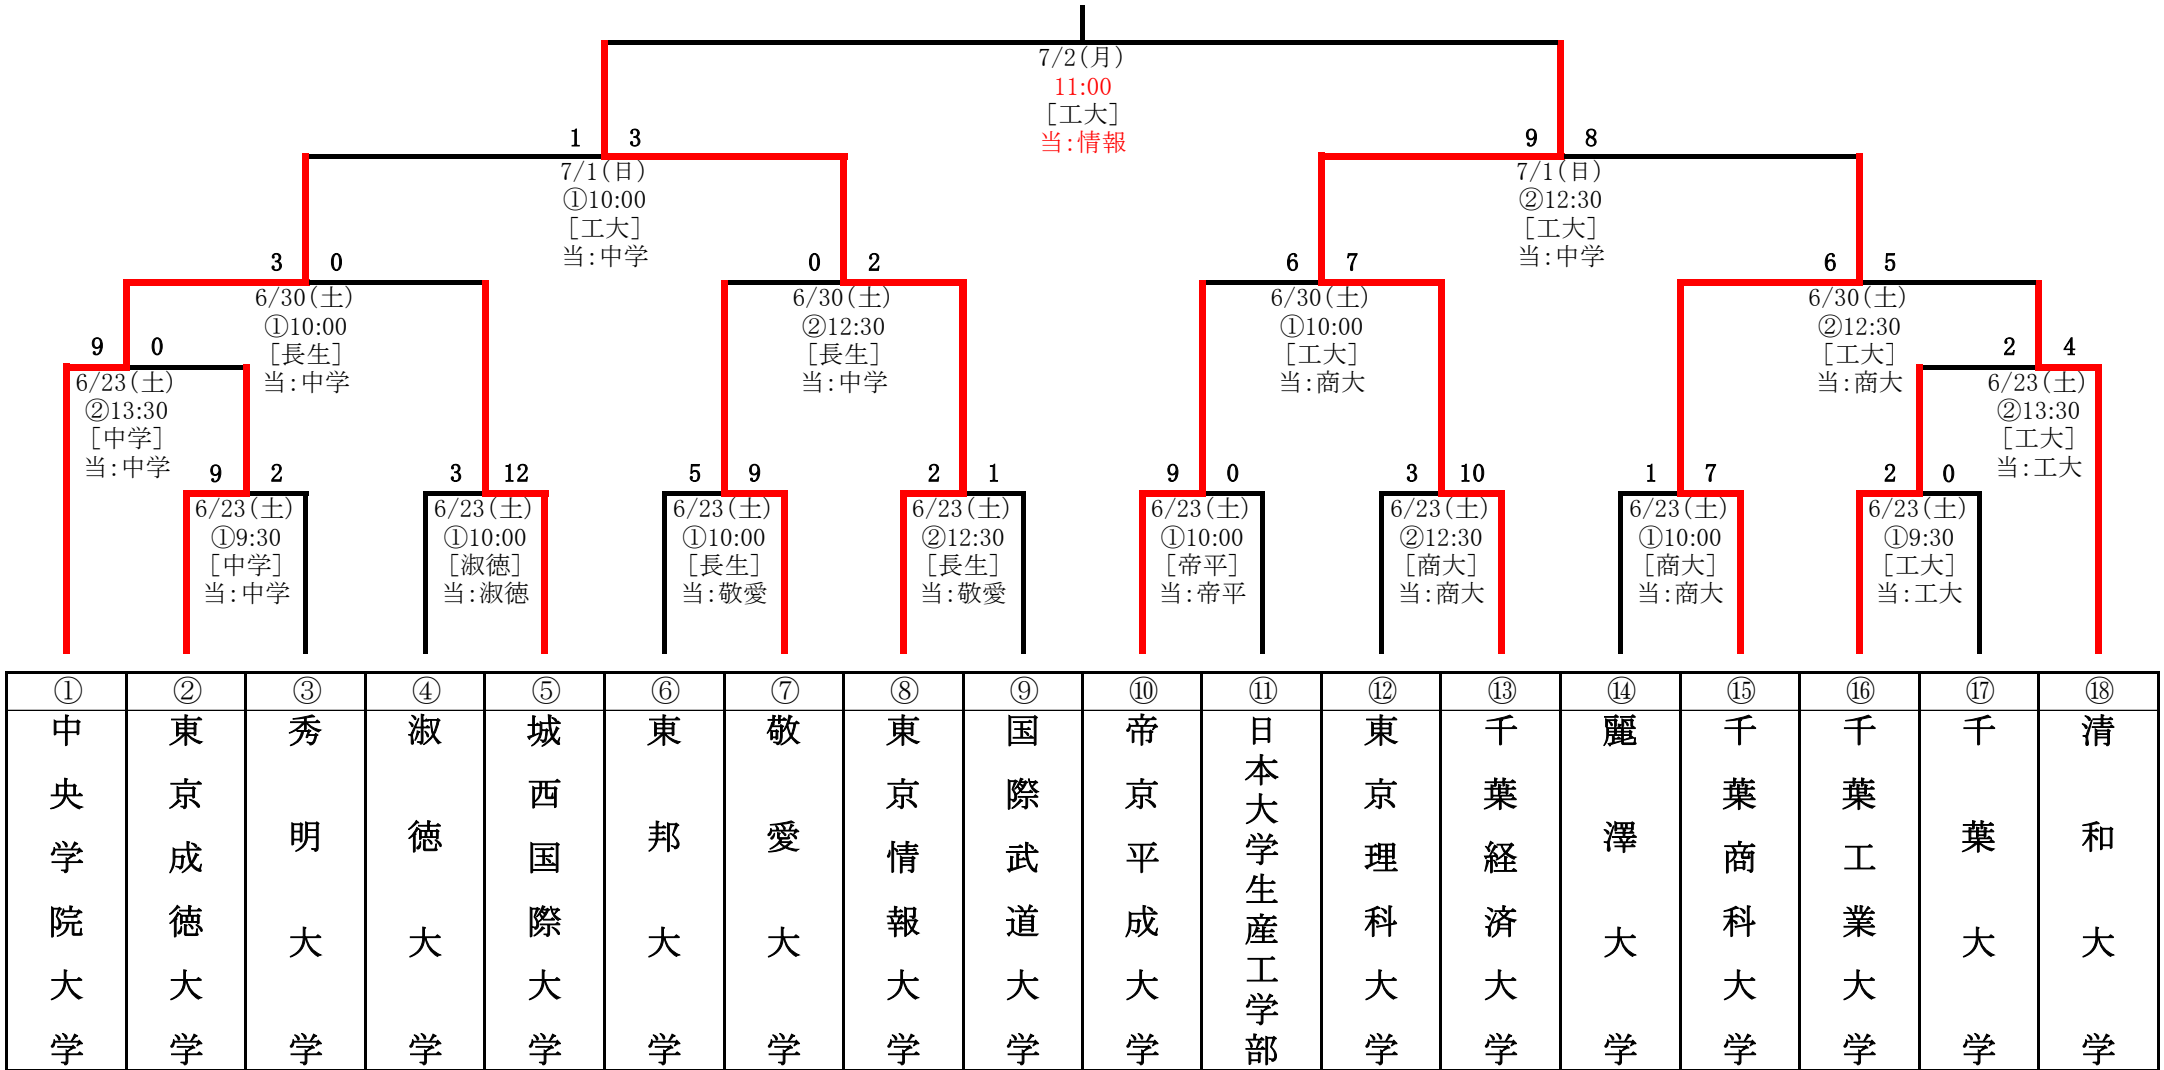 7/2(月)
11:00
[工大]
当:情報
1 3
7/1(日)
①10:00
[工大]
当:中学
9 8
7/1(日)
②12:30
[工大]
当:中学
3 0
6/30(土)
①10:00
[長生]
当:中学
0 2
6/30(土)
②12:30
[長生]
当:中学
6 7
6/30(土)
①10:00
[工大]
当:商大
6 5
6/30(土)
②12:30
[工大]
当:商大
9 0
6/23(土)
②13:30
[中学]
当:中学
2 4
6/23(土)
②13:30
[工大]
当:工大
9 2
6/23(土)
①9:30
[中学]
当:中学
3 12
6/23(土)
①10:00
[淑徳]
当:淑徳
5 9
6/23(土)
①10:00
[長生]
当:敬愛
2 1
6/23(土)
②12:30
[長生]
当:敬愛
9 0
6/23(土)
①10:00
[帝平]
当:帝平
3 10
6/23(土)
②12:30
[商大]
当:商大
1 7
6/23(土)
①10:00
[商大]
当:商大
2 0
6/23(土)
①9:30
[工大]
当:工大
①
中央学院大学
②
東京成徳大学
③
秀明大学
④
淑徳大学
⑤
城西国際大学
⑥
東邦大学
⑦
敬愛大学
⑧
東京情報大学
⑨
国際武道大学
⑩
帝京平成大学
⑪
日本大学生産工学部
⑫
東京理科大学
⑬
千葉経済大学
⑭
麗澤大学
⑮
千葉商科大学
⑯
千葉工業大学
⑰
千葉大学
⑱
清和大学